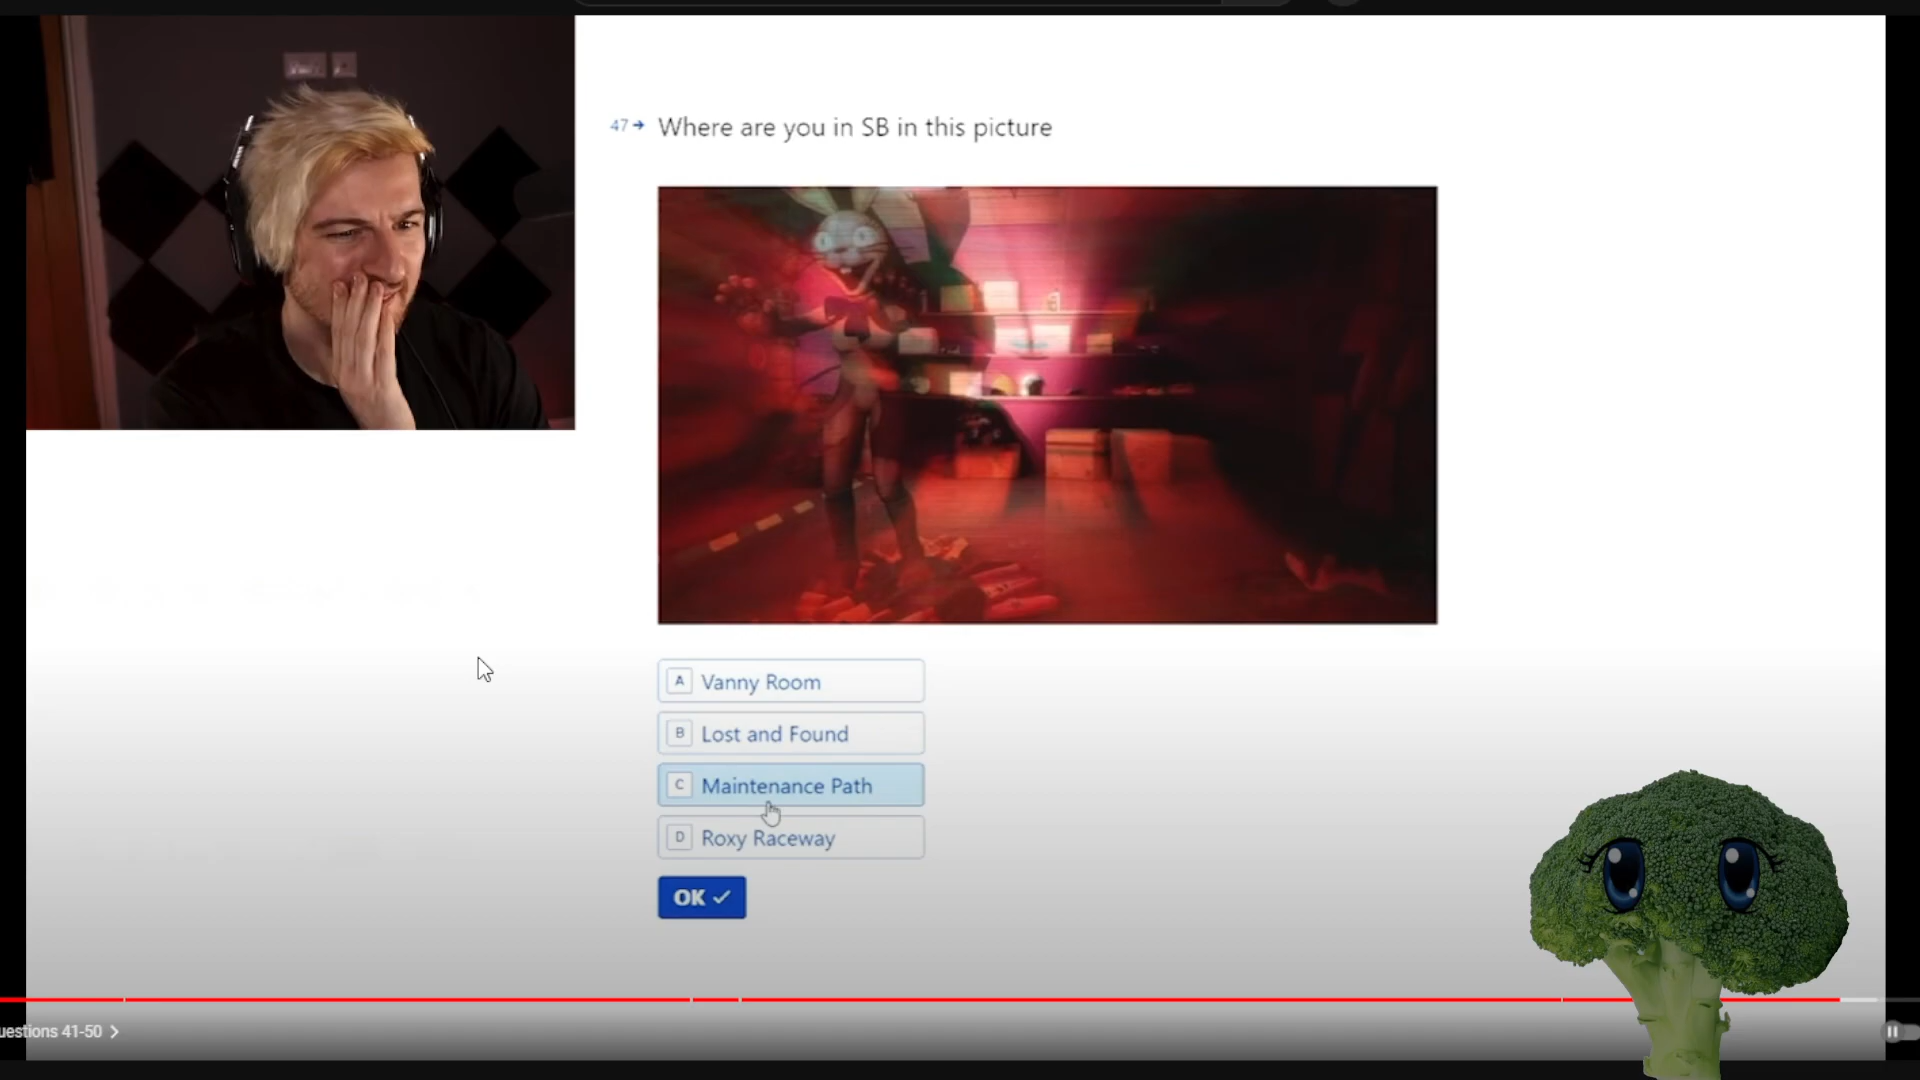 47→ Where are you in SB in this picture
A Vanny Room
B Lost and Found
C Maintenance Path
D Roxy Raceway
OK ✓
uestions 41-50 >